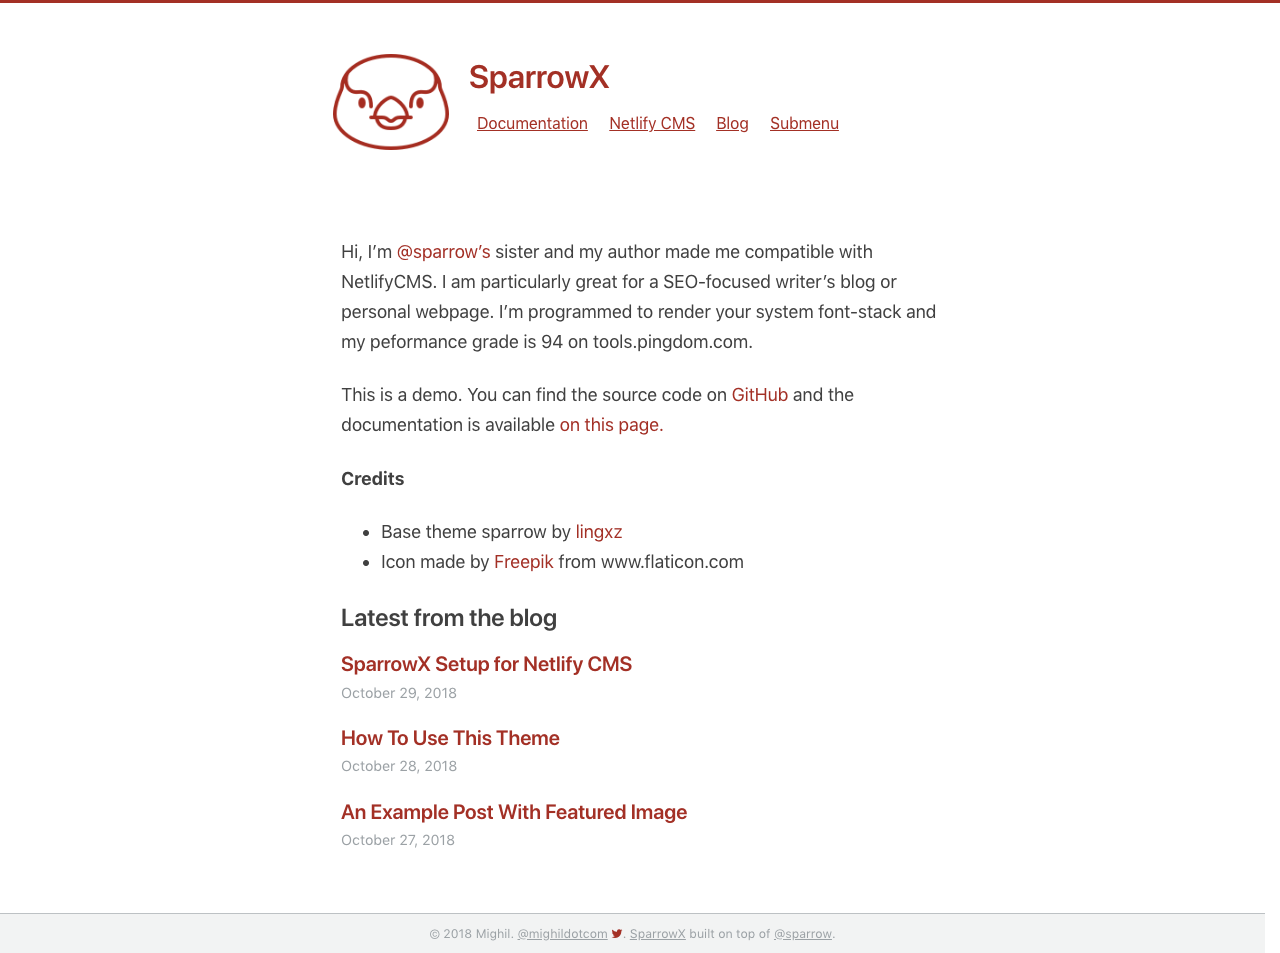 SparrowX
Documentation Netlify CMS Blog Submenu
Hi, I’m @sparrow’s sister and my author made me compatible with
NetlifyCMS. I am particularly great for a SEO-focused writer’s blog or
personal webpage. I’m programmed to render your system font-stack and
my peformance grade is 94 on tools.pingdom.com.
This is a demo. You can find the source code on GitHub and the
documentation is available on this page.
Credits
• Base theme sparrow by lingxz
• Icon made by Freepik from www.flaticon.com
Latest from the blog
SparrowX Setup for Netlify CMS
October 29, 2018
How To Use This Theme
October 28, 2018
An Example Post With Featured Image
October 27, 2018
© 2018 Mighil. @mighildotcom . SparrowX built on top of @sparrow.